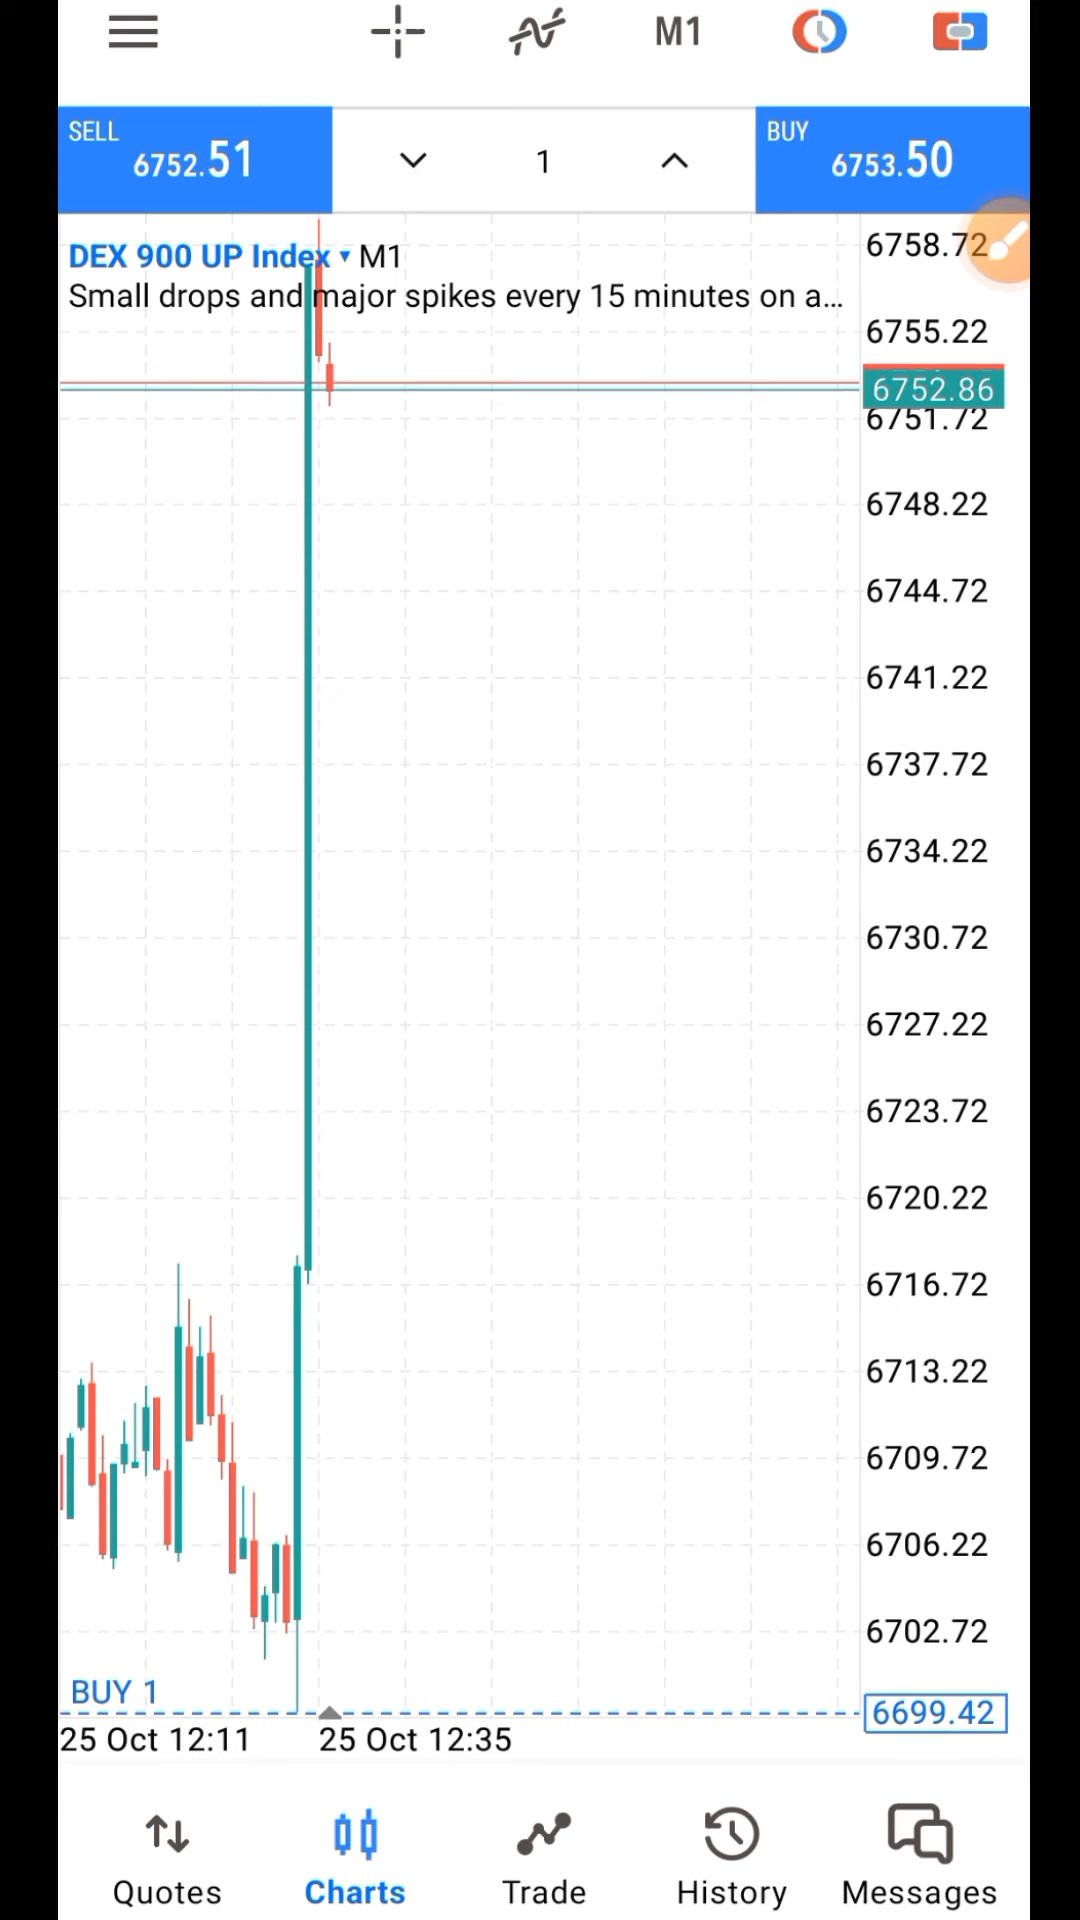 M1
SELL
6752.51
1
BUY
6753.50
DEX 900 UP Index ▾ M1
Small drops and major spikes every 15 minutes on a...
6758.72
6755.22
6752.86
6751.72
6748.22
6744.72
6741.22
6737.72
6734.22
6730.72
6727.22
6723.72
6720.22
6716.72
6713.22
6709.72
6706.22
6702.72
BUY 1
6699.42
25 Oct 12:11
25 Oct 12:35
Quotes
Charts
Trade
History
Messages